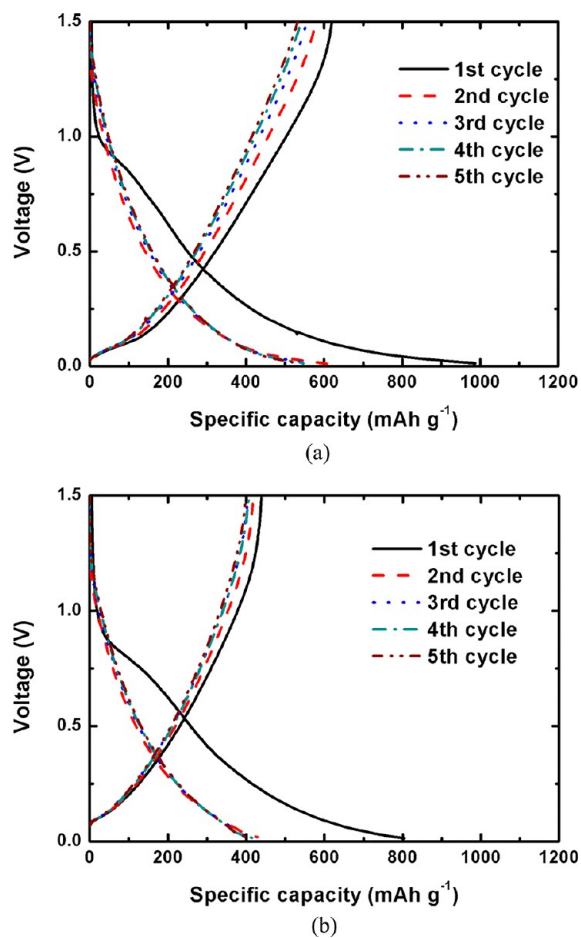 1.5
1.0
0.5
0.0
Voltage (V)
1st cycle
2nd cycle
3rd cycle
4th cycle
5th cycle
0 200 400 600 800 1000 1200
Specific capacity (mAh g⁻¹)
(a)
1.5
1.0
0.5
0.0
Voltage (V)
1st cycle
2nd cycle
3rd cycle
4th cycle
5th cycle
0 200 400 600 800 1000 1200
Specific capacity (mAh g⁻¹)
(b)